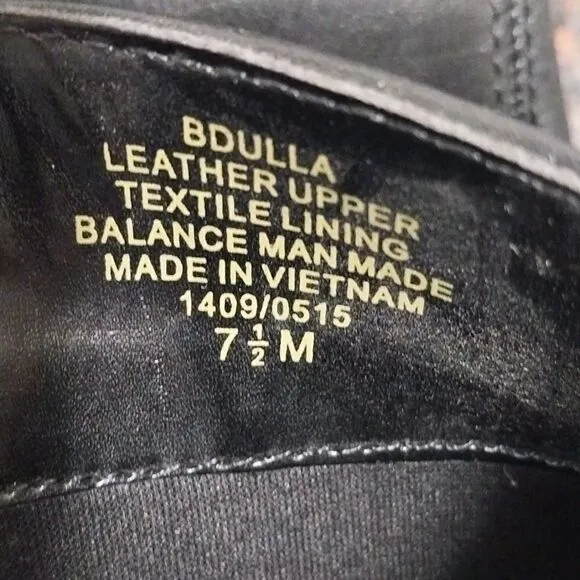 BDULLA
LEATHER UPPER
TEXTILE LINING
BALANCE MAN MADE
MADE IN VIETNAM
1409/0515
7 ½ M